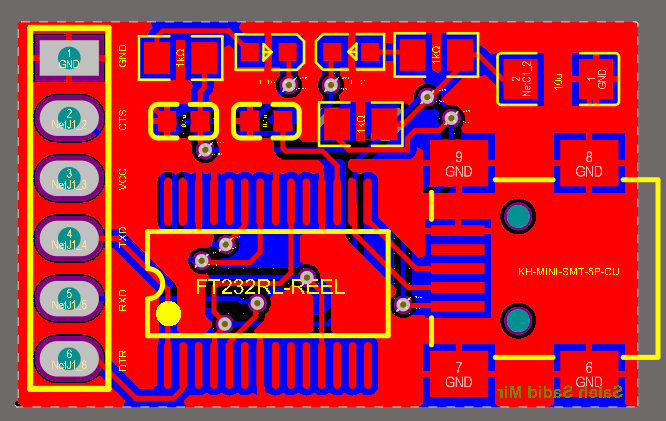 1
GND
GND
2
NetJ1_2
CTS
3
NetJ1_3
VCC
4
NetJ1_4
TXD
5
NetJ1_5
RXD
6
NetJ1_6
DTR
1kΩ
1kΩ
1kΩ
2
NetC1_2
10u
1
GND
9
GND
8
GND
KH-MINI-SMT-5P-CU
FT232RL-REEL
7
GND
6
GND
Saleh Sadid Mir